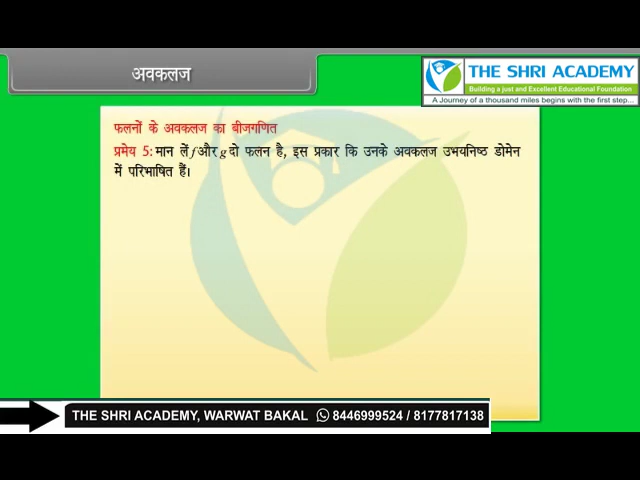 अवकलज
THE SHRI ACADEMY
Building a just and Excellent Educational Foundation
A Journey of a thousand miles begins with the first step...
फलनों के अवकलज का बीजगणित
प्रमेय 5: मान लें f और g दो फलन है, इस प्रकार कि उनके अवकलज उभयनिष्ठ डोमेन
में परिभाषित हैं।
THE SHRI ACADEMY, WARWAT BAKAL 8446999524 / 8177817138